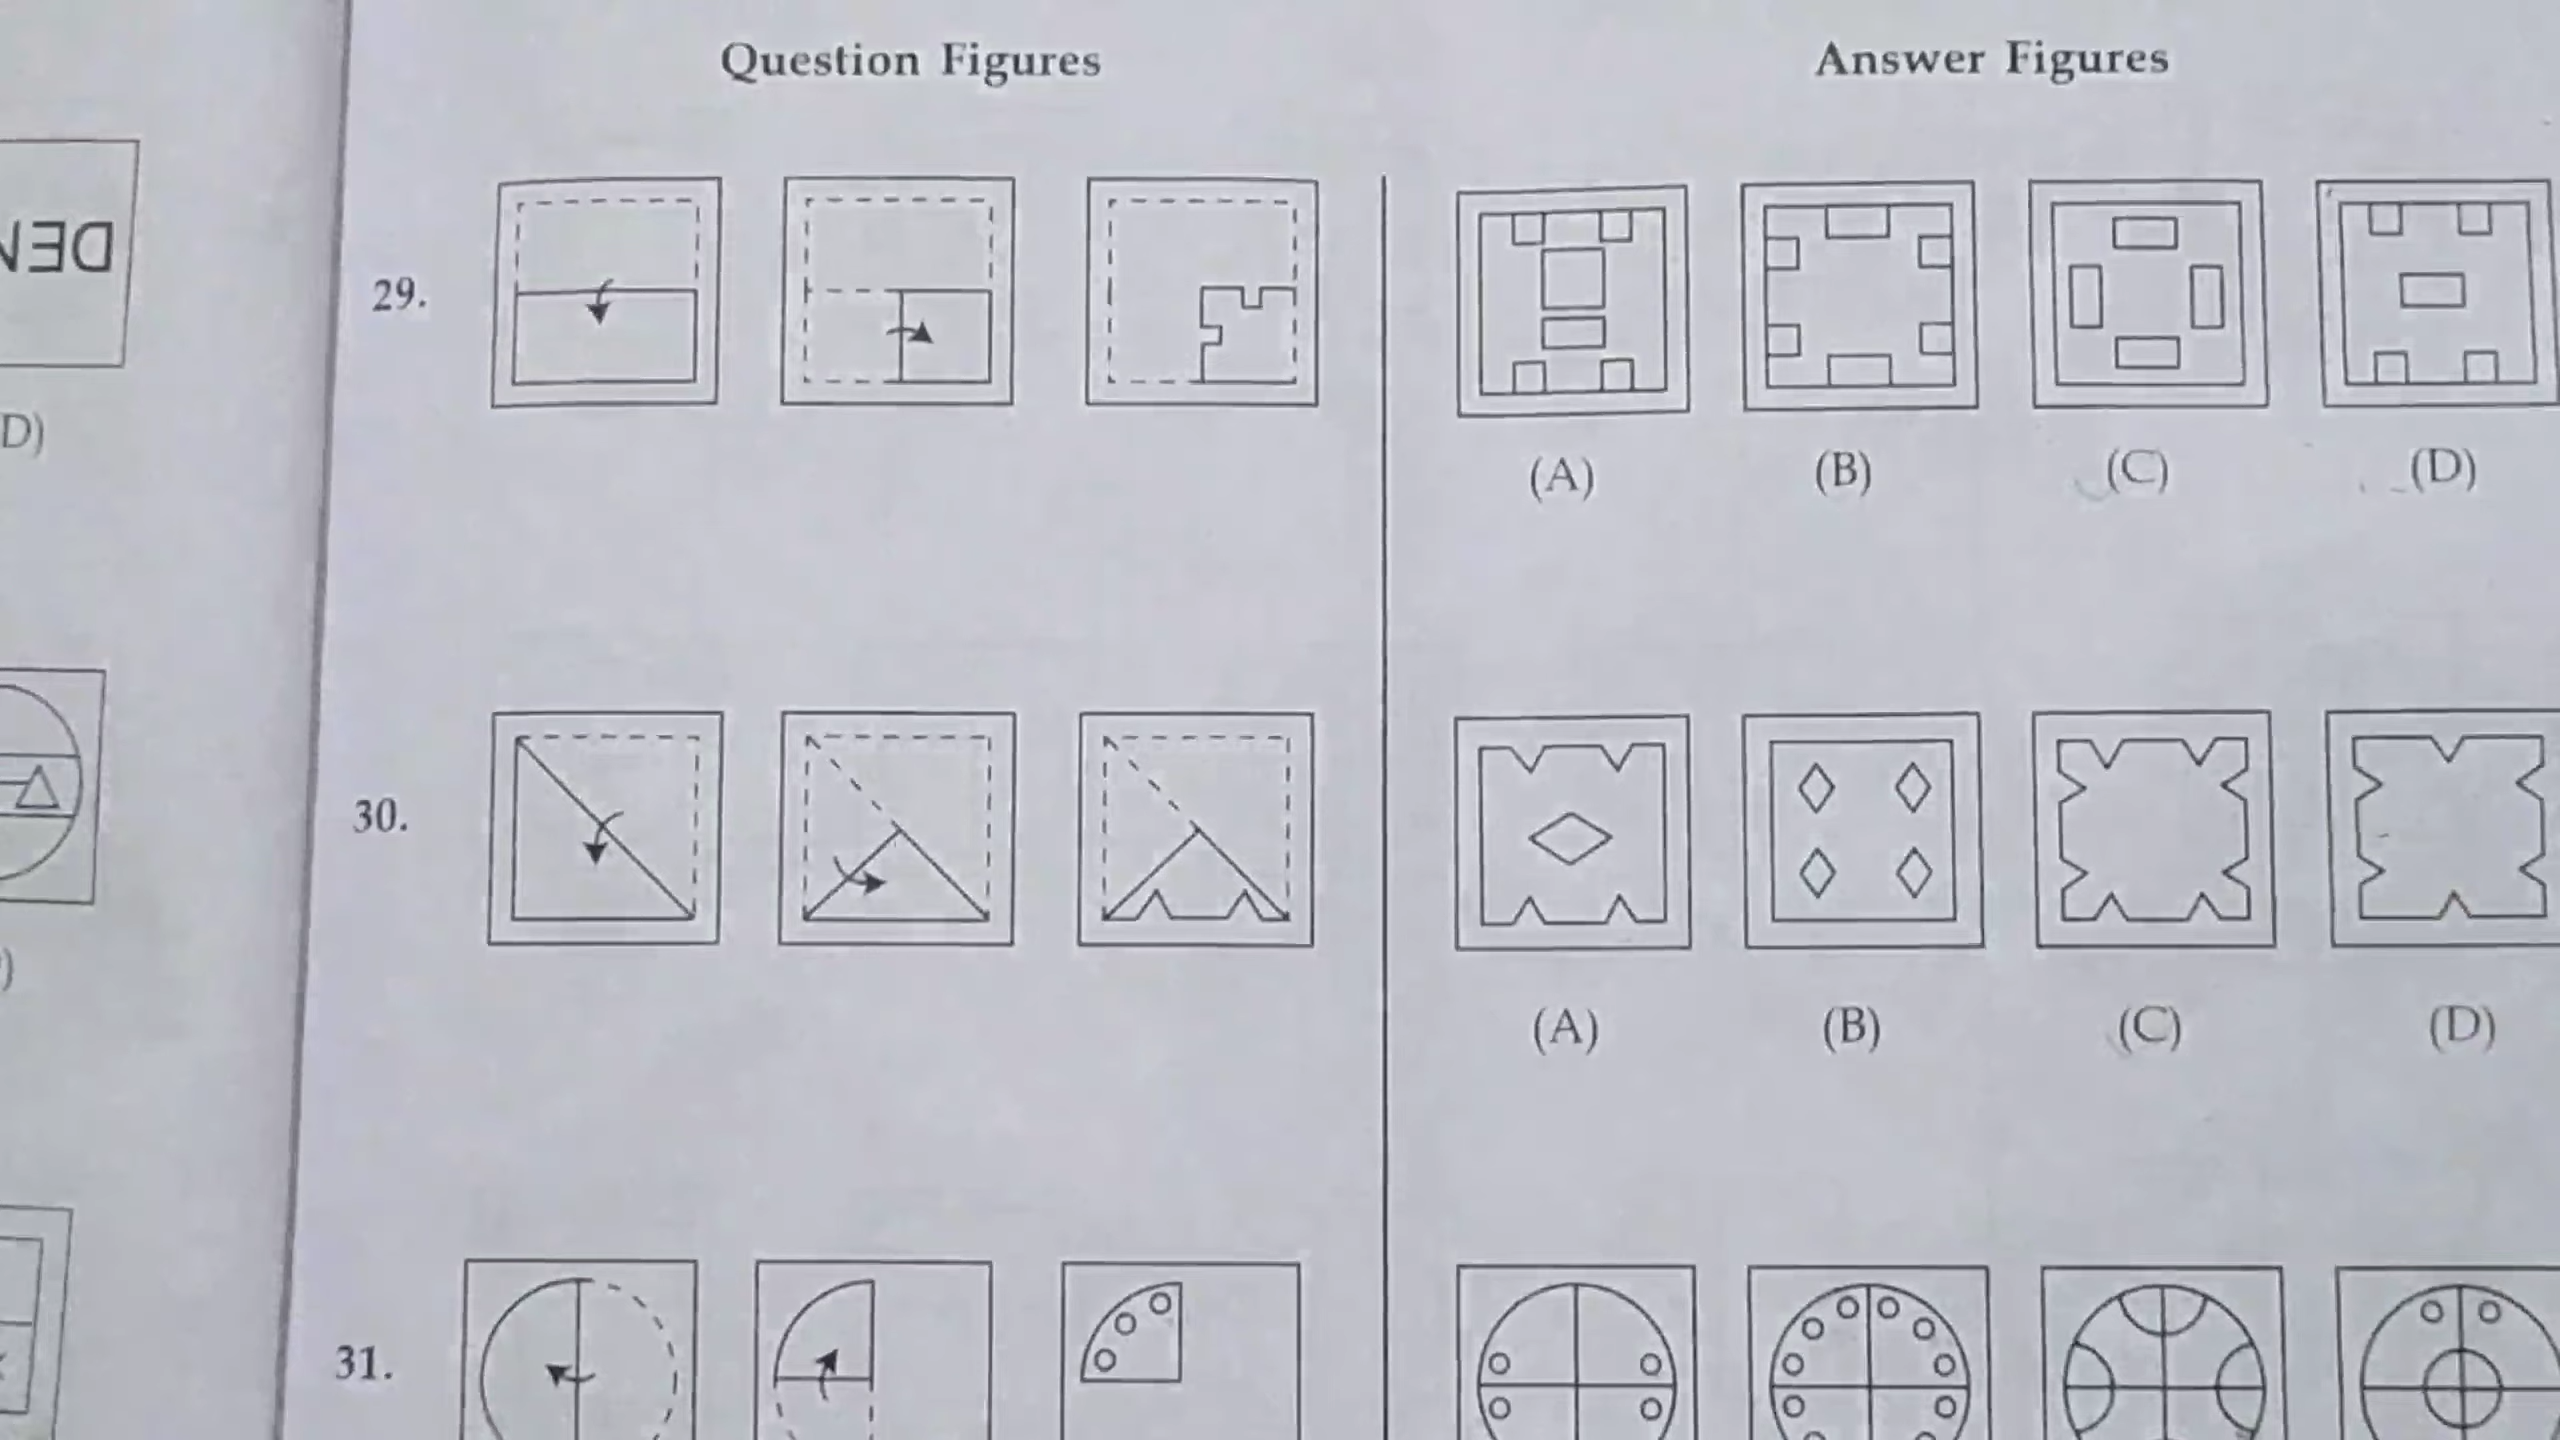 Question Figures Answer Figures
29.
(A) (B) (C) (D)
D)
30.
(A) (B) (C) (D)
)
31.